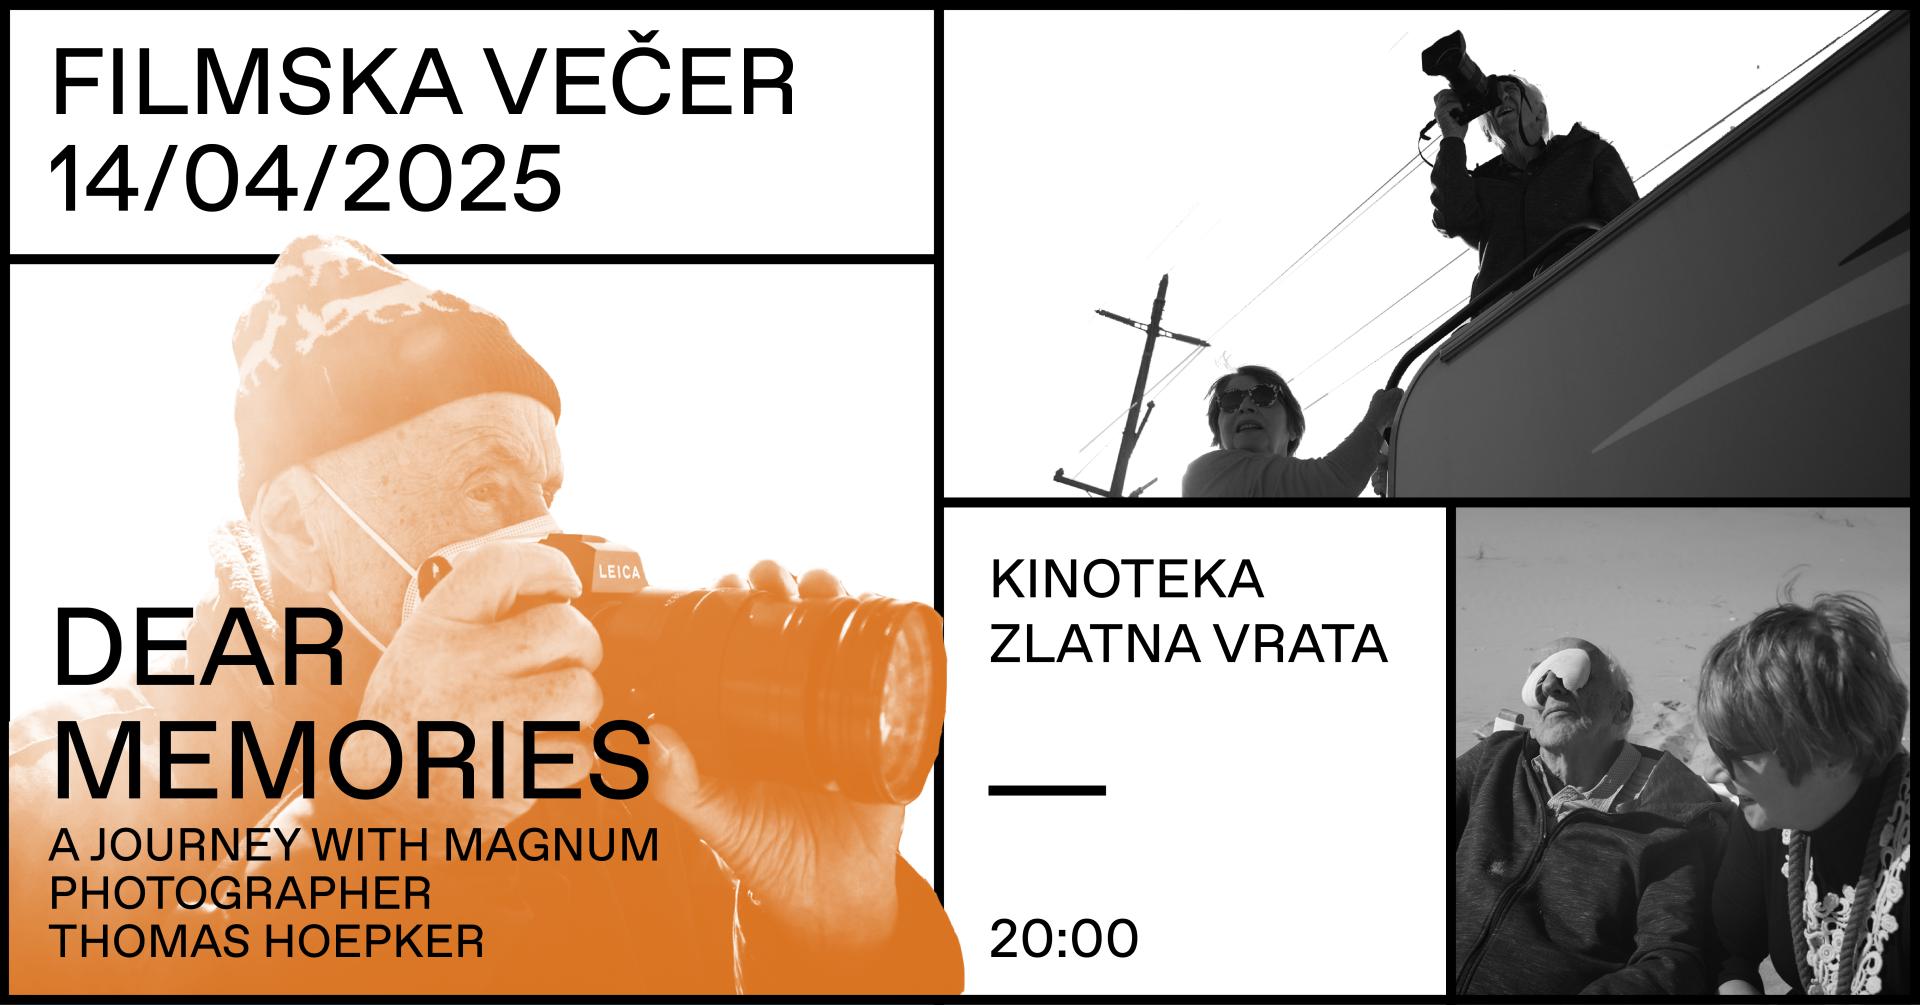 FILMSKA VEČER
14/04/2025
LEICA
DEAR
MEMORIES
A JOURNEY WITH MAGNUM
PHOTOGRAPHER
THOMAS HOEPKER
KINOTEKA
ZLATNA VRATA
20:00